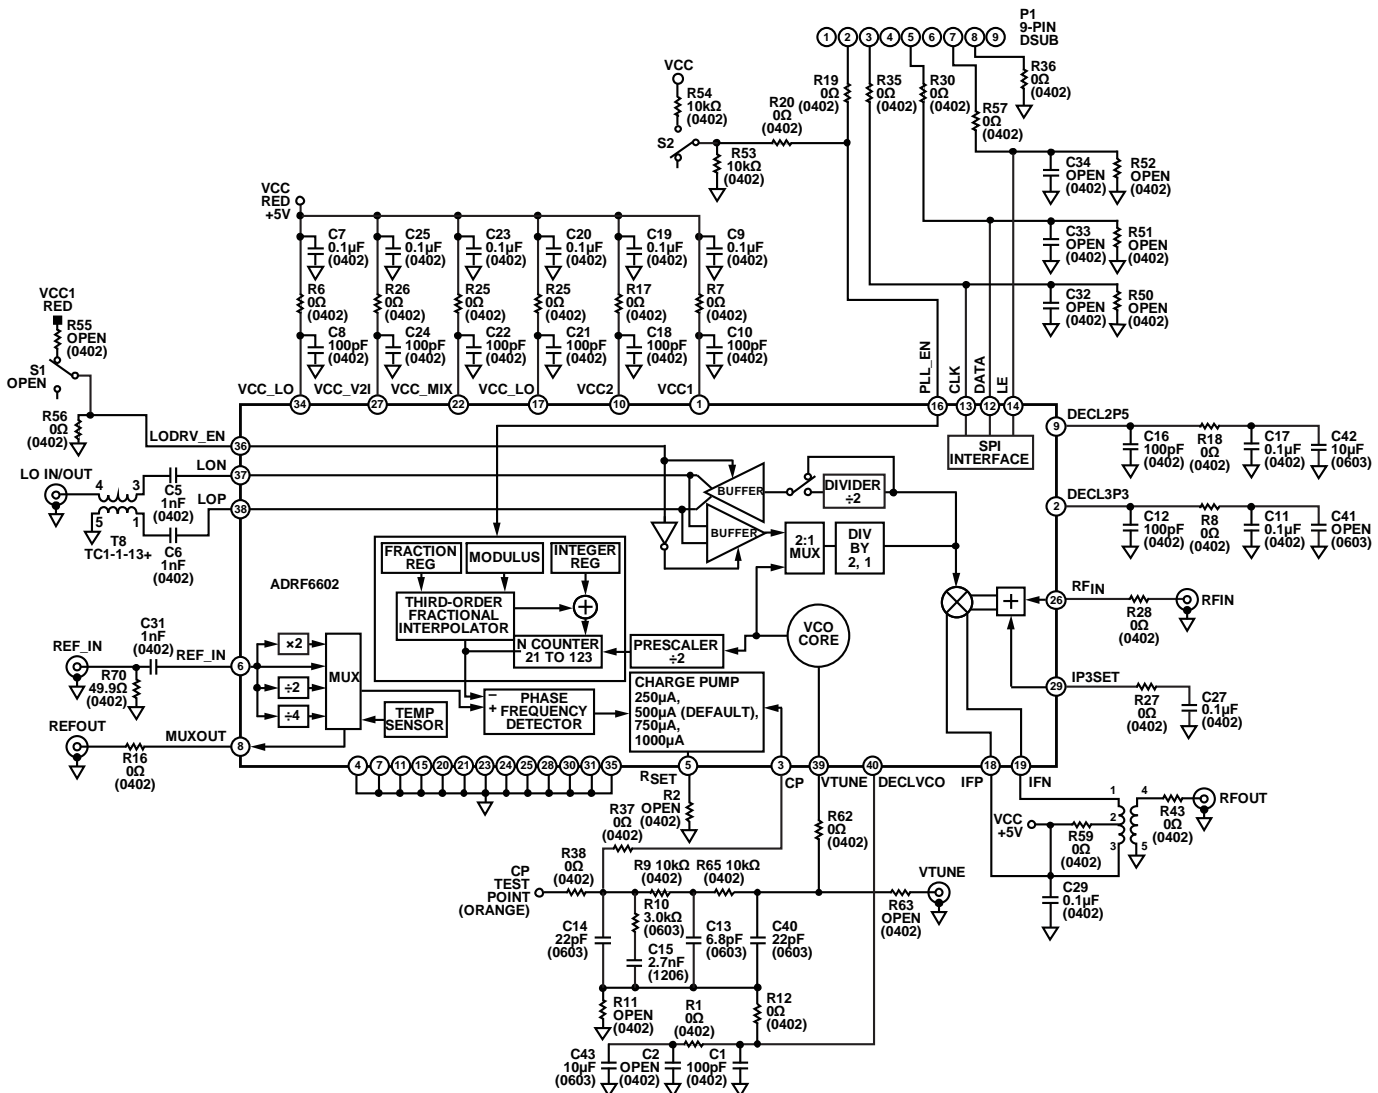 P1
9-PIN
DSUB
1 2 3 4 5 6 7 8 9
VCC
R54
10kΩ
(0402)
S2
R53
10kΩ
(0402)
R20
0Ω
(0402)
R19
0Ω
(0402)
R35
0Ω
(0402)
R30
0Ω
(0402)
R57
0Ω
(0402)
R36
0Ω
(0402)
C34
OPEN
(0402)
R52
OPEN
(0402)
C33
OPEN
(0402)
R51
OPEN
(0402)
C32
OPEN
(0402)
R50
OPEN
(0402)
VCC
RED
+5V
C7
0.1µF
(0402)
C25
0.1µF
(0402)
C23
0.1µF
(0402)
C20
0.1µF
(0402)
C19
0.1µF
(0402)
C9
0.1µF
(0402)
R6
0Ω
(0402)
R26
0Ω
(0402)
R25
0Ω
(0402)
R25
0Ω
(0402)
R17
0Ω
(0402)
R7
0Ω
(0402)
C8
100pF
(0402)
C24
100pF
(0402)
C22
100pF
(0402)
C21
100pF
(0402)
C18
100pF
(0402)
C10
100pF
(0402)
VCC_LO
VCC_V2I
VCC_MIX
VCC_LO
VCC2
VCC1
PLL_EN
CLK
DATA
LE
34 27 22 17 10 1 16 13 12 14
VCC1
RED
R55
OPEN
(0402)
S1
OPEN
R56
0Ω
(0402)
LODRV_EN
36
LON
37
LOP
38
LO IN/OUT
4 3
5 1
T8
TC1-1-13+
C5
1nF
(0402)
C6
1nF
(0402)
SPI
INTERFACE
BUFFER
BUFFER
DIVIDER
÷2
2:1
MUX
DIV
BY
2, 1
9
DECL2P5
C16
100pF
(0402)
R18
0Ω
(0402)
C17
0.1µF
(0402)
C42
10µF
(0603)
2
DECL3P3
C12
100pF
(0402)
R8
0Ω
(0402)
C11
0.1µF
(0402)
C41
OPEN
(0603)
ADRF6602
FRACTION
REG
MODULUS
INTEGER
REG
THIRD-ORDER
FRACTIONAL
INTERPOLATOR
+
N COUNTER
21 TO 123
PRESCALER
÷2
VCO
CORE
+
26
RFIN
R28
0Ω
(0402)
RFIN
29
IP3SET
R27
0Ω
(0402)
C27
0.1µF
(0402)
C31
1nF
(0402)
REF_IN
REF_IN
6
R70
49.9Ω
(0402)
×2
÷2
÷4
MUX
TEMP
SENSOR
−
+
PHASE
FREQUENCY
DETECTOR
CHARGE PUMP
250µA,
500µA (DEFAULT),
750µA,
1000µA
REFOUT
R16
0Ω
(0402)
MUXOUT
8
4 7 11 15 20 21 23 24 25 28 30 31 35
RSET
5
3
CP
39
VTUNE
40
DECLVCO
IFP
18
19
IFN
R2
OPEN
(0402)
R37
0Ω
(0402)
R62
0Ω
(0402)
VCC
+5V
R59
0Ω
(0402)
1
2
3
4
5
R43
0Ω
(0402)
RFOUT
C29
0.1µF
(0402)
CP
TEST
POINT
(ORANGE)
R38
0Ω
(0402)
R9 10kΩ
(0402)
R65 10kΩ
(0402)
R63
OPEN
(0402)
VTUNE
C14
22pF
(0603)
R10
3.0kΩ
(0603)
C15
2.7nF
(1206)
C13
6.8pF
(0603)
C40
22pF
(0603)
R11
OPEN
(0402)
R1
0Ω
(0402)
R12
0Ω
(0402)
C43
10µF
(0603)
C2
OPEN
(0402)
C1
100pF
(0402)